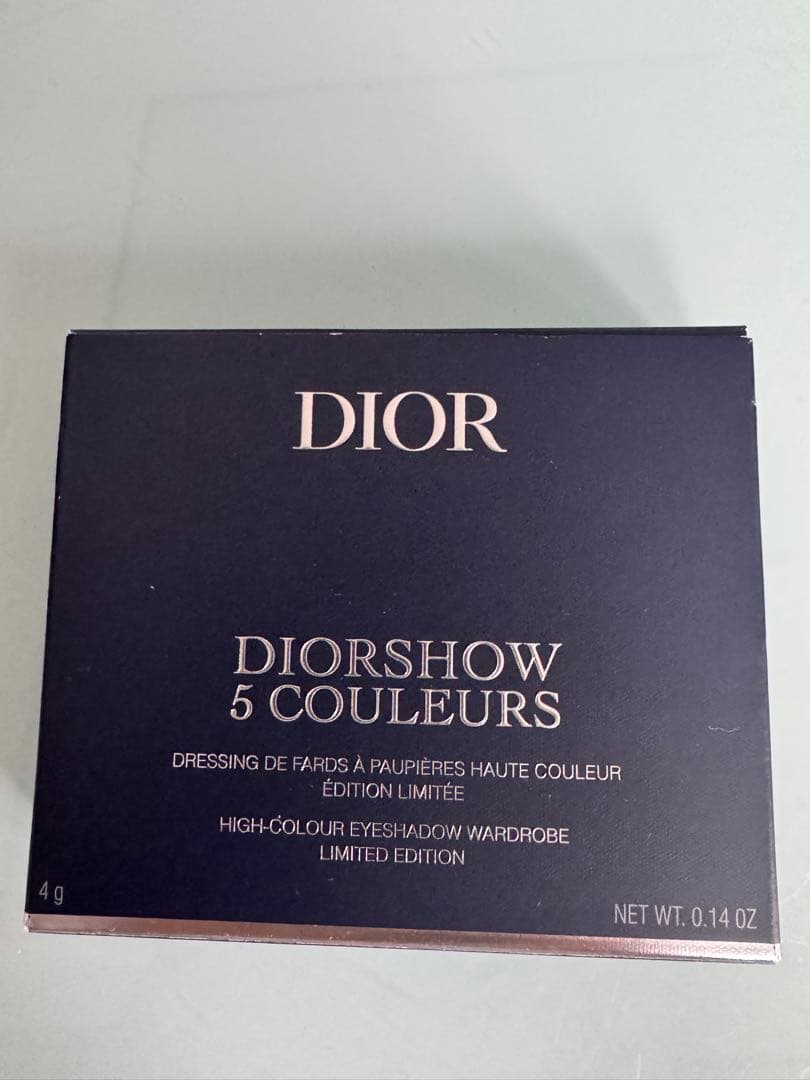 DIOR
DIORSHOW
5 COULEURS
DRESSING DE FARDS À PAUPIÈRES HAUTE COULEUR
ÉDITION LIMITÉE
HIGH-COLOUR EYESHADOW WARDROBE
LIMITED EDITION
4 g
NET WT. 0.14 OZ